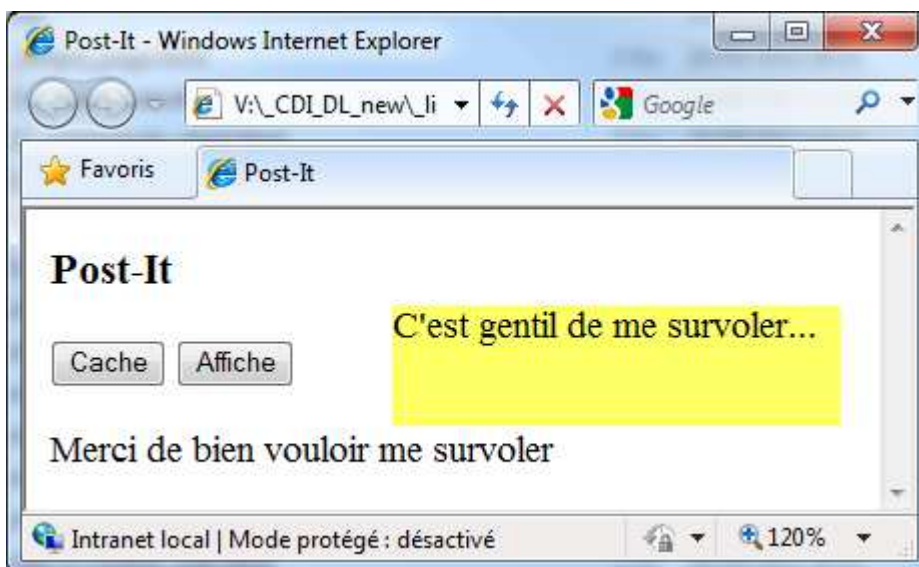 Post-It - Windows Internet Explorer
V:\_CDI_DL_new\_li
Google
Favoris
Post-It
Post-It
C'est gentil de me survoler...
Cache
Affiche
Merci de bien vouloir me survoler
Intranet local | Mode protégé : désactivé
120%